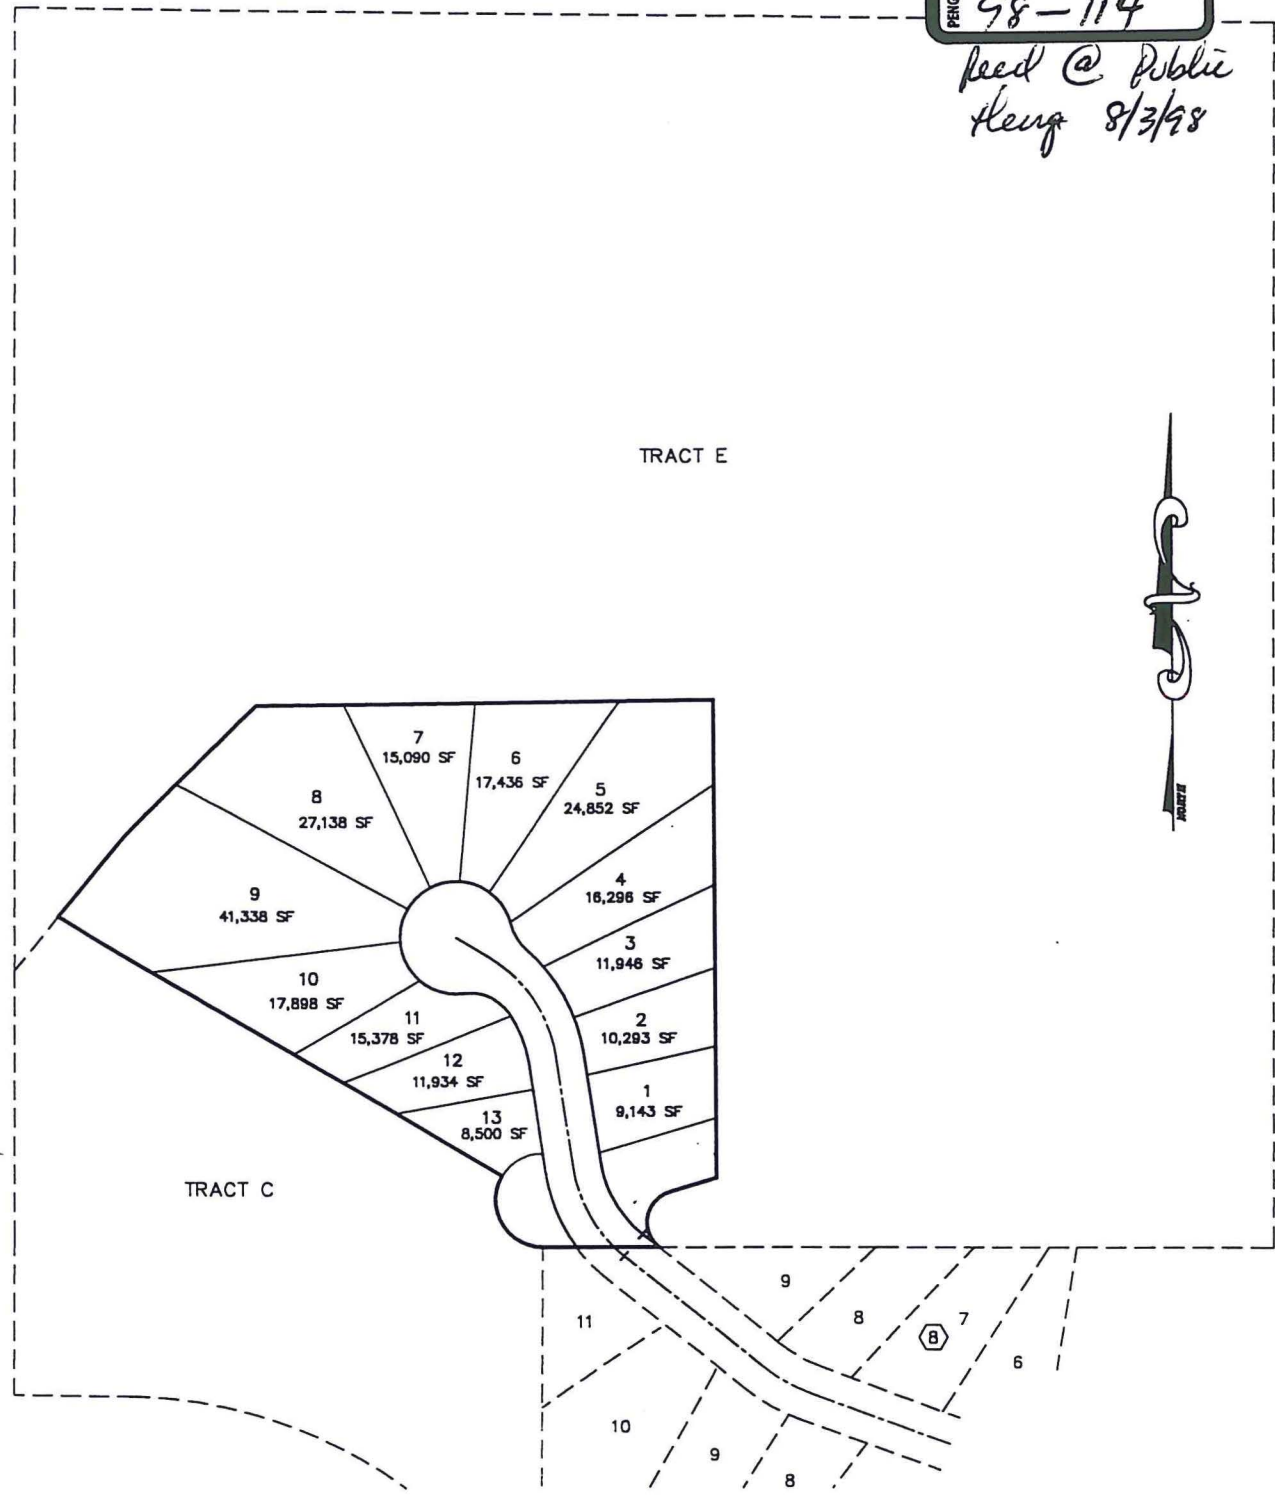 98-114
Recd @ Public
Hearg 8/3/98
TRACT E
NORTH
7
15,090 SF
6
17,436 SF
5
24,852 SF
8
27,138 SF
4
16,296 SF
9
41,338 SF
3
11,946 SF
10
17,898 SF
11
15,378 SF
2
10,293 SF
12
11,934 SF
1
9,143 SF
13
8,500 SF
TRACT C
9
11
8
7
8
6
10
9
8